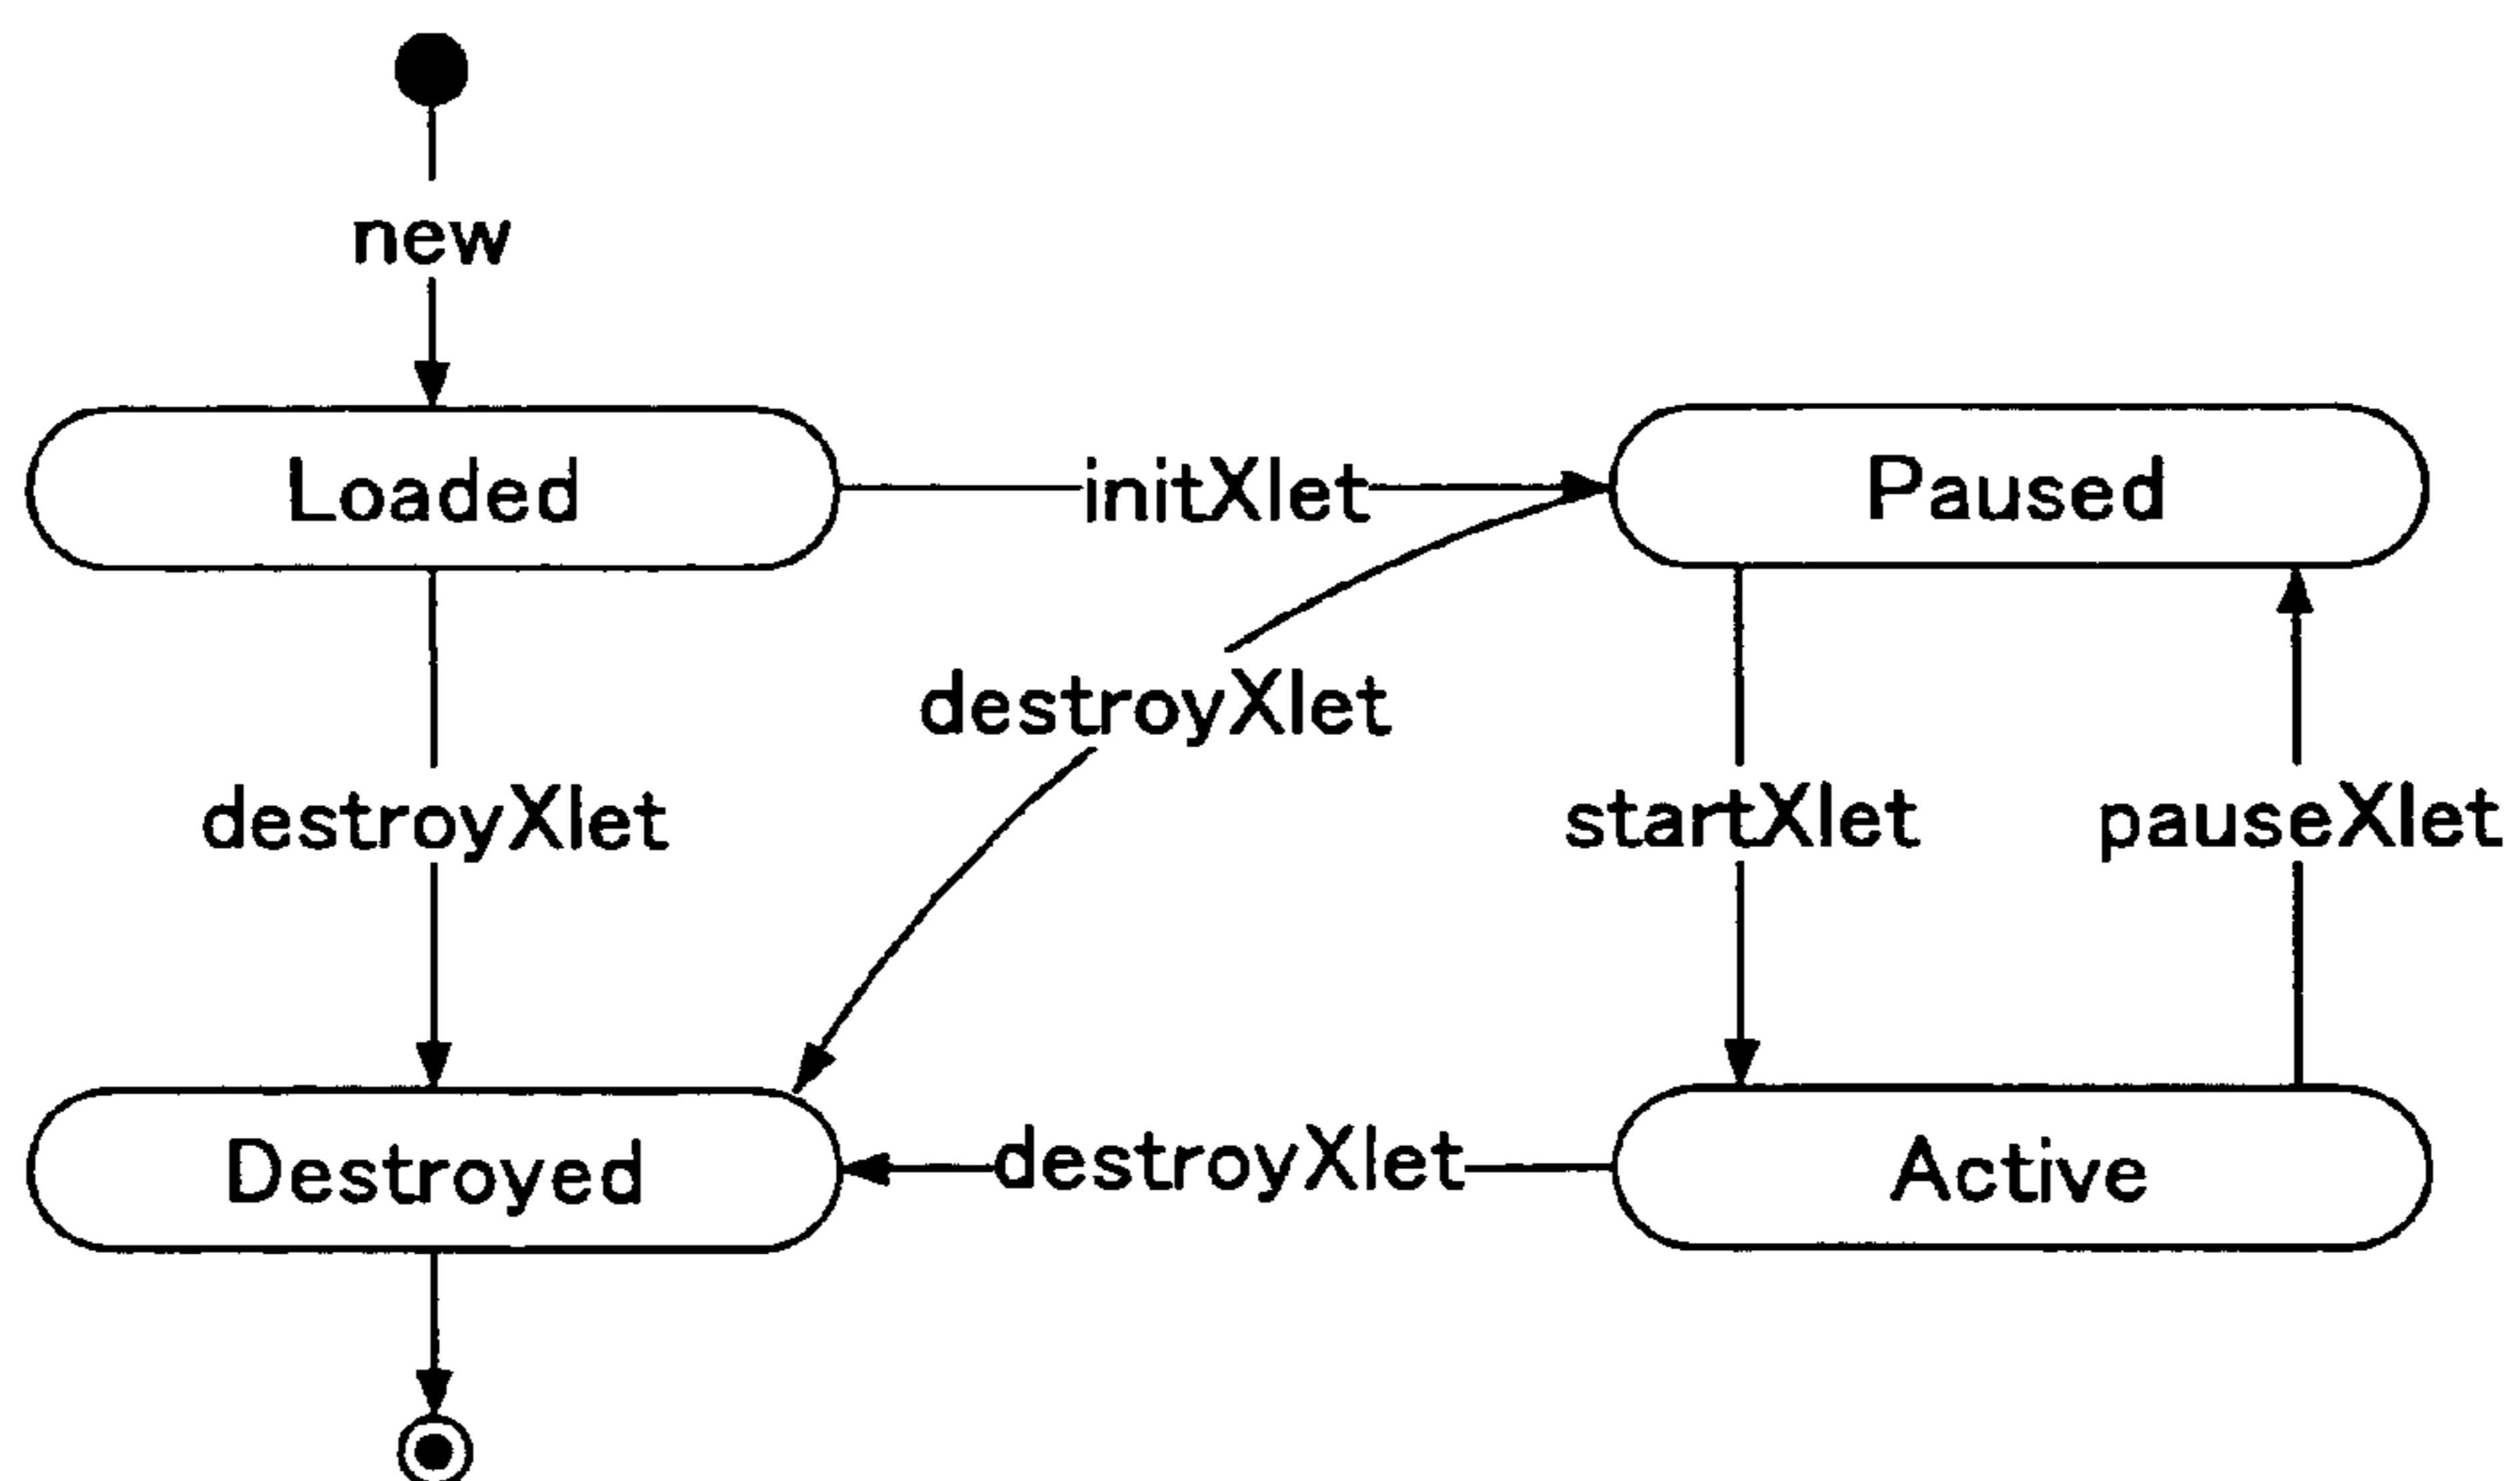 new
Loaded
initXlet
Paused
destroyXlet
destroyXlet
startXlet
pauseXlet
Destroyed
destroyXlet
Active